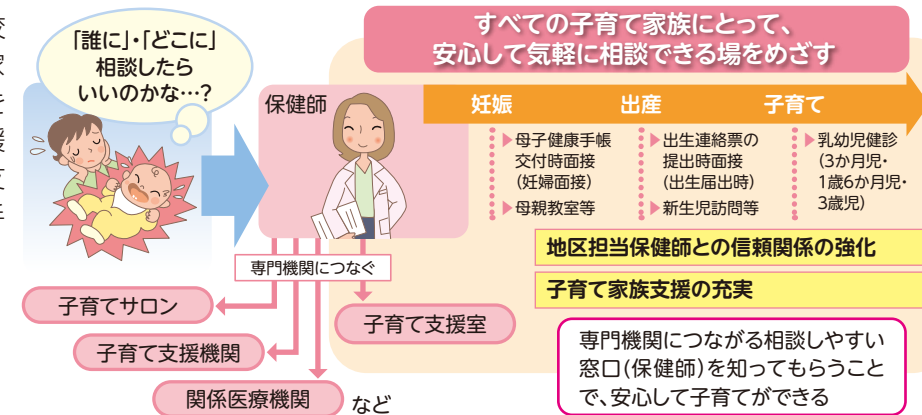 すべての子育て家族にとって、
安心して気軽に相談できる場をめざす
「誰に」・「どこに」
相談したら
いいのかな…?
保健師
妊娠
出産
子育て
▶母子健康手帳
交付時面接
(妊婦面接)
▶母親教室等
▶出生連絡票の
提出時面接
(出生届出時)
▶新生児訪問等
▶乳幼児健診
(3か月児・
1歳6か月児・
3歳児)
地区担当保健師との信頼関係の強化
子育て家族支援の充実
専門機関につなぐ
子育てサロン
子育て支援機関
関係医療機関
など
子育て支援室
専門機関につながる相談しやすい
窓口(保健師)を知ってもらうこと
で、安心して子育てができる